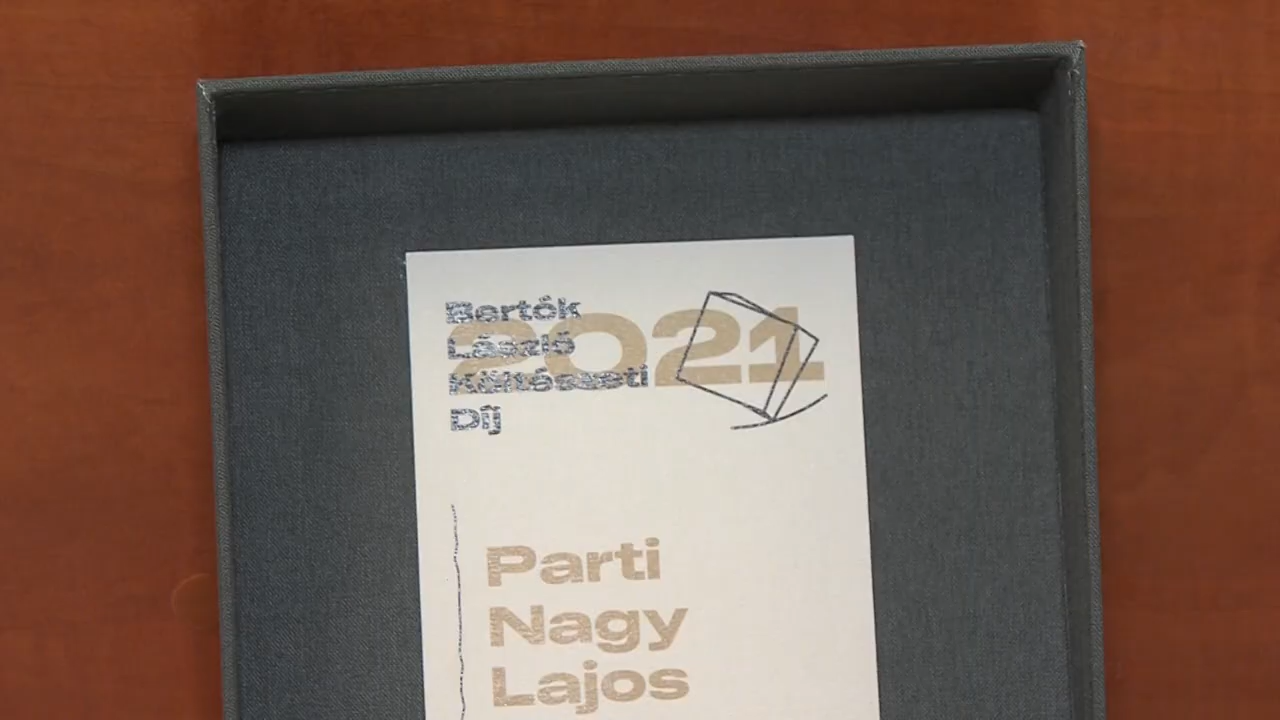 2021
Bertók
László
Költészeti
Díj
Parti
Nagy
Lajos